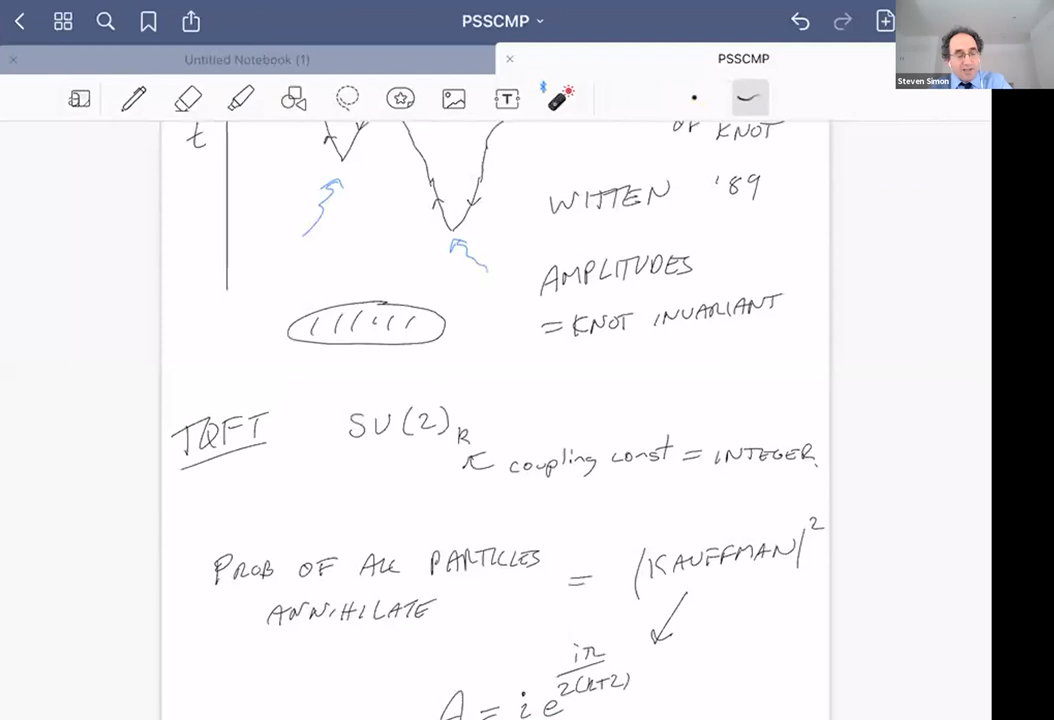 PSSCMP
Untitled Notebook (1)
PSSCMP
Steven Simon
T
t
OF KNOT
WITTEN '89
AMPLITUDES
= KNOT INVARIANT
TQFT SU(2)k
coupling const = INTEGER.
PROB OF ALL PARTICLES
ANNIHILATE
= |KAUFFMAN|²
A = i e^(iπ/2(k+2))